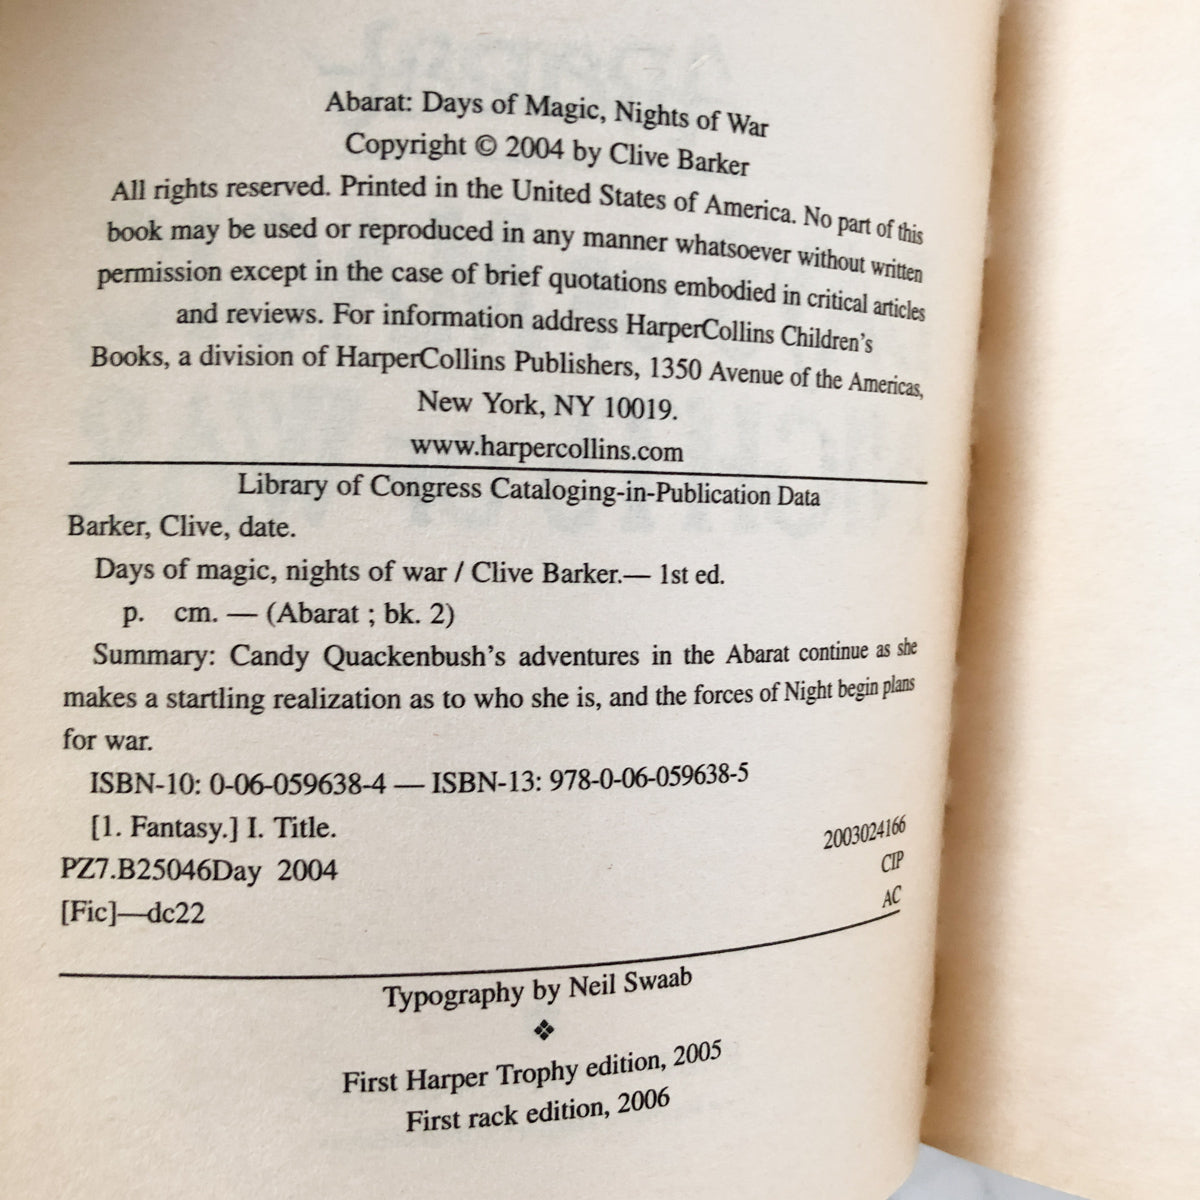 Abarat: Days of Magic, Nights of War
Copyright © 2004 by Clive Barker
All rights reserved. Printed in the United States of America. No part of this
book may be used or reproduced in any manner whatsoever without written
permission except in the case of brief quotations embodied in critical articles
and reviews. For information address HarperCollins Children's
Books, a division of HarperCollins Publishers, 1350 Avenue of the Americas,
New York, NY 10019.
www.harpercollins.com
Library of Congress Cataloging-in-Publication Data
Barker, Clive, date.
Days of magic, nights of war / Clive Barker.— 1st ed.
p. cm. — (Abarat ; bk. 2)
Summary: Candy Quackenbush's adventures in the Abarat continue as she
makes a startling realization as to who she is, and the forces of Night begin plans
for war.
ISBN-10: 0-06-059638-4 — ISBN-13: 978-0-06-059638-5
[1. Fantasy.] I. Title.
PZ7.B25046Day 2004 2003024166
[Fic]—dc22 CIP
AC
Typography by Neil Swaab
❖
First Harper Trophy edition, 2005
First rack edition, 2006